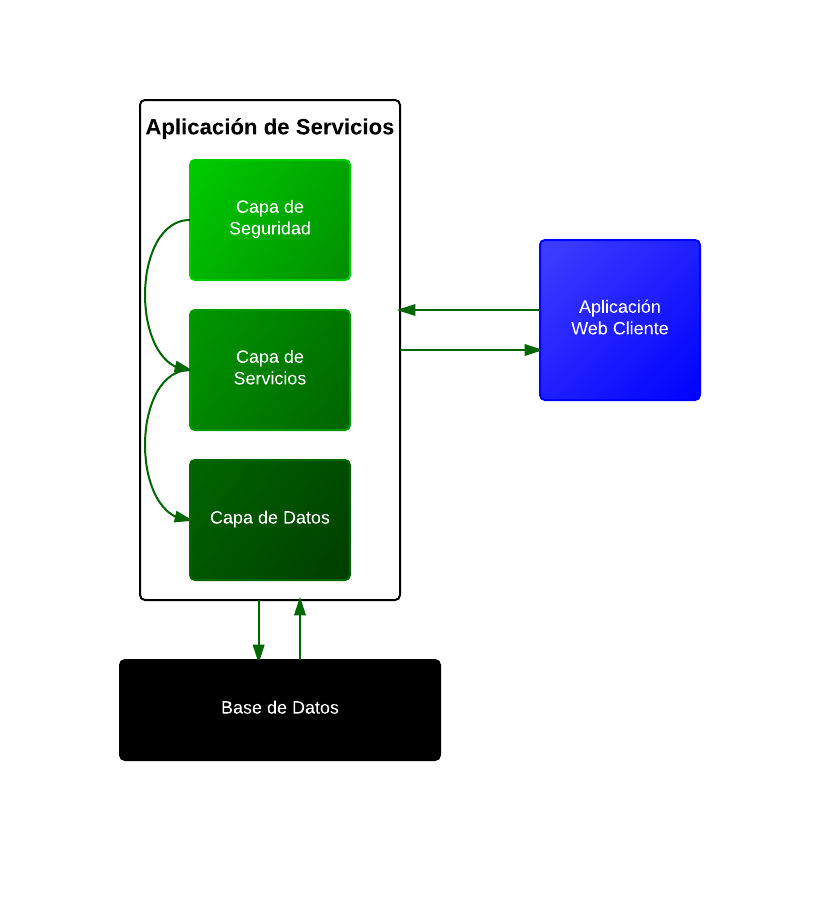 Aplicación de Servicios
Capa de
Seguridad
Capa de
Servicios
Capa de Datos
Aplicación
Web Cliente
Base de Datos